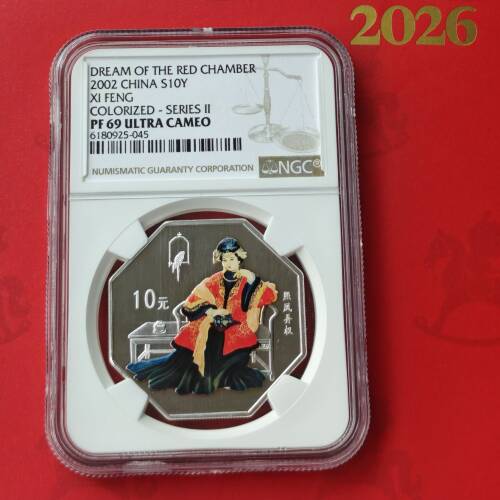 2026
DREAM OF THE RED CHAMBER
2002 CHINA S10Y
XI FENG
COLORIZED - SERIES II
PF 69 ULTRA CAMEO
6180925-045
NUMISMATIC GUARANTY CORPORATION
NGC®
10元
熙凤弄权